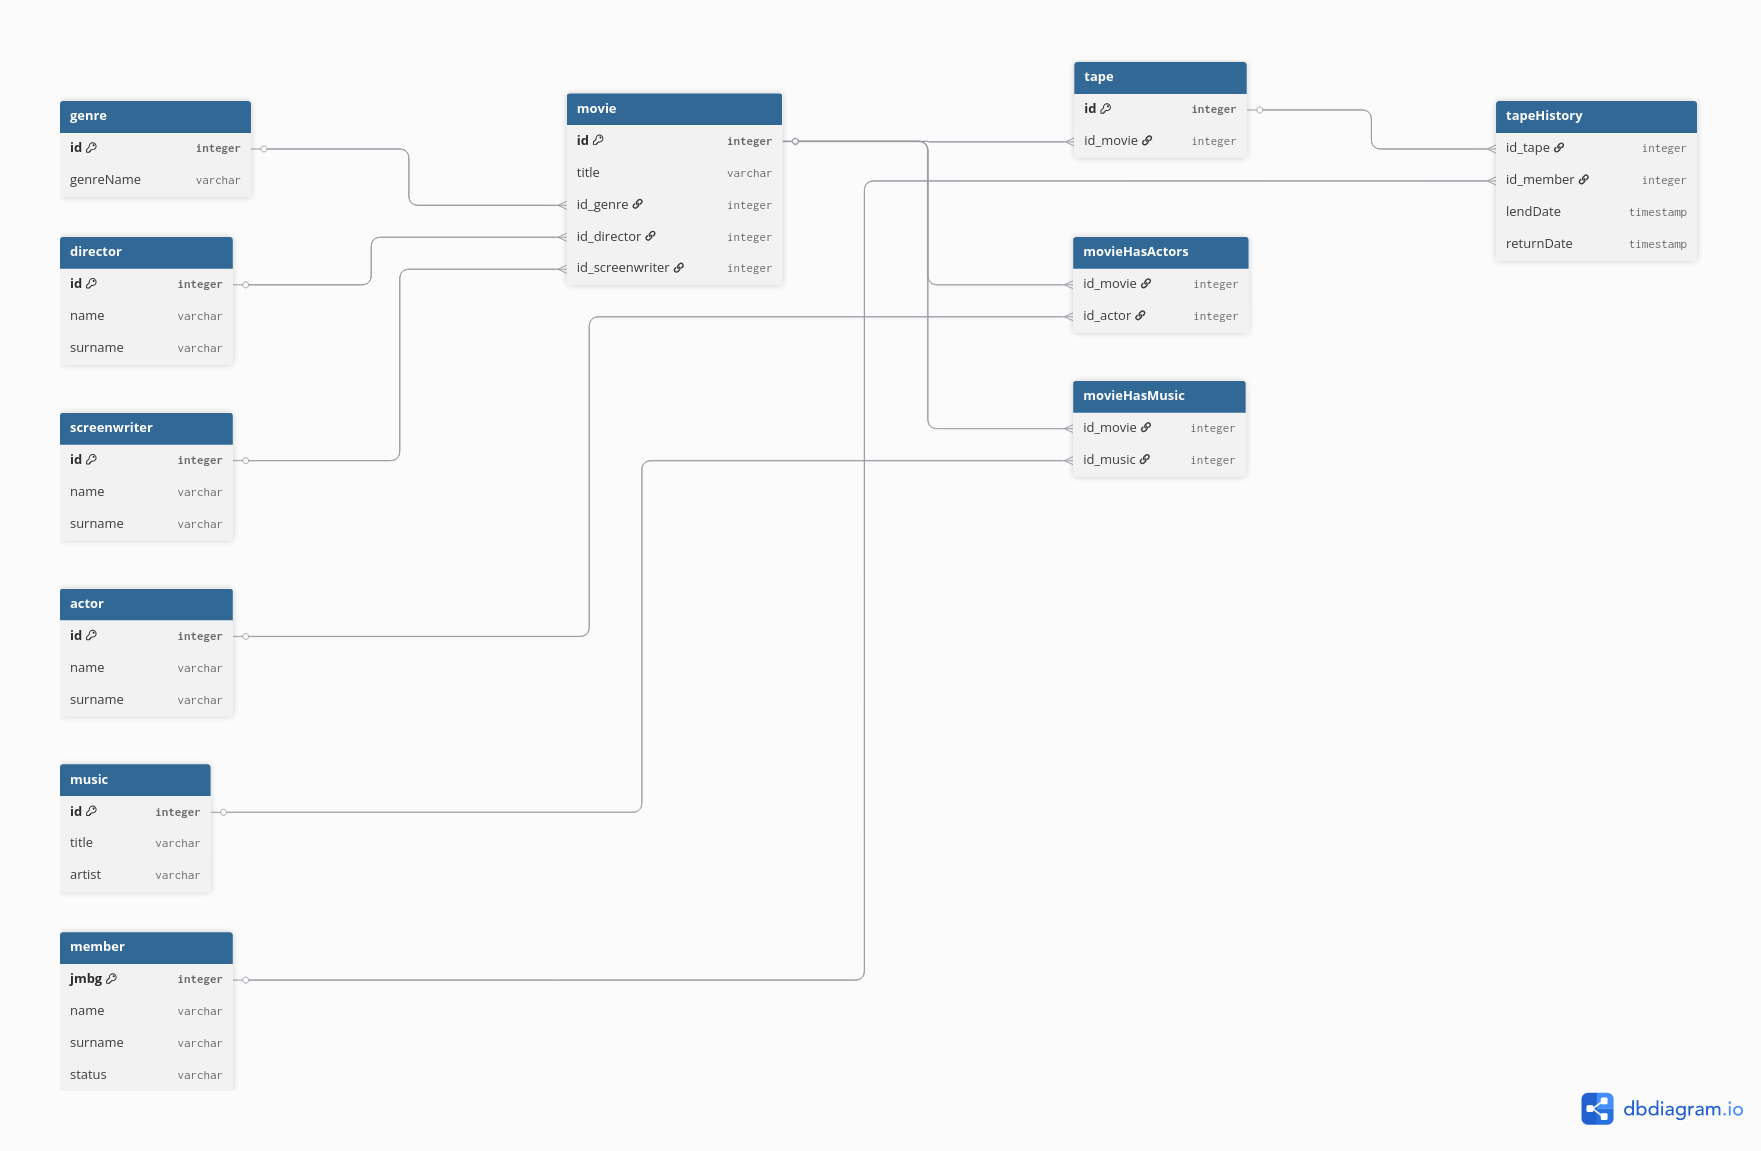 genre
id integer
genreName varchar
director
id integer
name varchar
surname varchar
screenwriter
id integer
name varchar
surname varchar
actor
id integer
name varchar
surname varchar
music
id integer
title varchar
artist varchar
member
jmbg integer
name varchar
surname varchar
status varchar
movie
id integer
title varchar
id_genre integer
id_director integer
id_screenwriter integer
tape
id integer
id_movie integer
movieHasActors
id_movie integer
id_actor integer
movieHasMusic
id_movie integer
id_music integer
tapeHistory
id_tape integer
id_member integer
lendDate timestamp
returnDate timestamp
dbdiagram.io